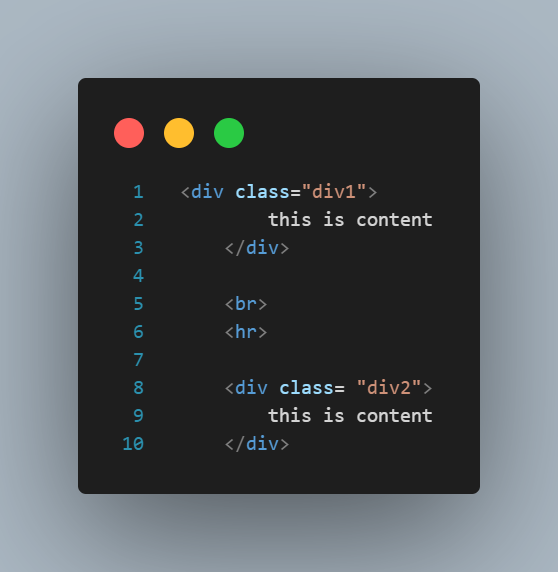 1 <div class="div1">
2         this is content
3     </div>
4
5     <br>
6     <hr>
7
8     <div class= "div2">
9         this is content
10     </div>